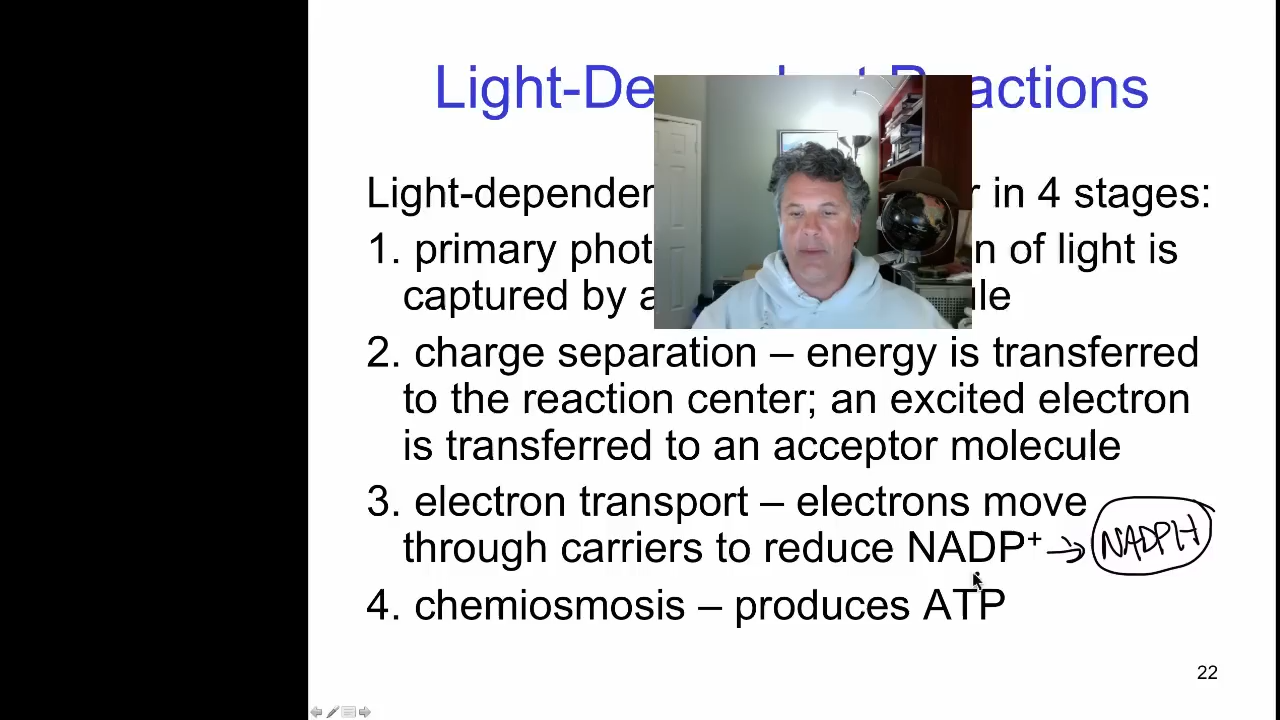 Light-De actions
Light-depender r in 4 stages:
1. primary phot n of light is
captured by a ule
2. charge separation – energy is transferred
to the reaction center; an excited electron
is transferred to an acceptor molecule
3. electron transport – electrons move
through carriers to reduce NADP⁺ → NADPH
4. chemiosmosis – produces ATP
22